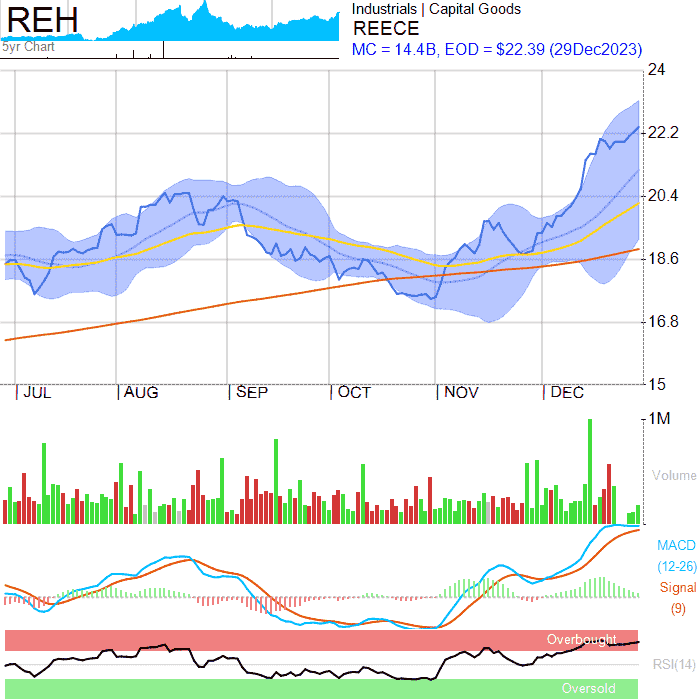 REH
5yr Chart
Industrials | Capital Goods
REECE
MC = 14.4B, EOD = $22.39 (29Dec2023)
24
22.2
20.4
18.6
16.8
15
JUL AUG SEP OCT NOV DEC
1M
Volume
MACD
(12-26)
Signal
(9)
Overbought
RSI(14)
Oversold